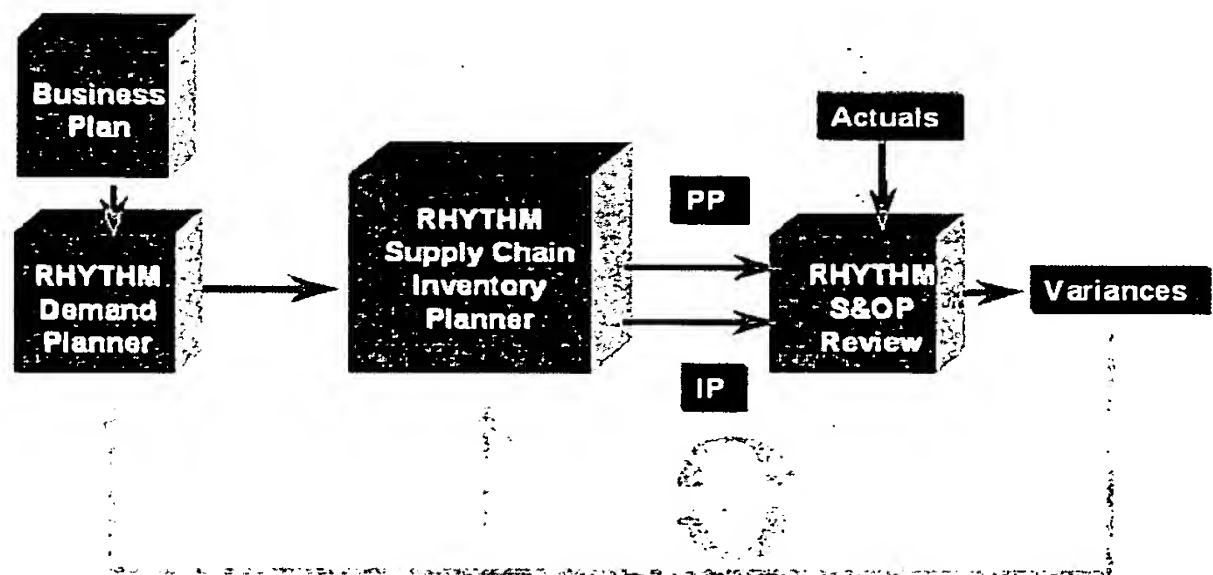 Business
Plan
RHYTHM
Demand
Planner
RHYTHM
Supply Chain
Inventory
Planner
PP
IP
Actuals
RHYTHM
S&OP
Review
Variances